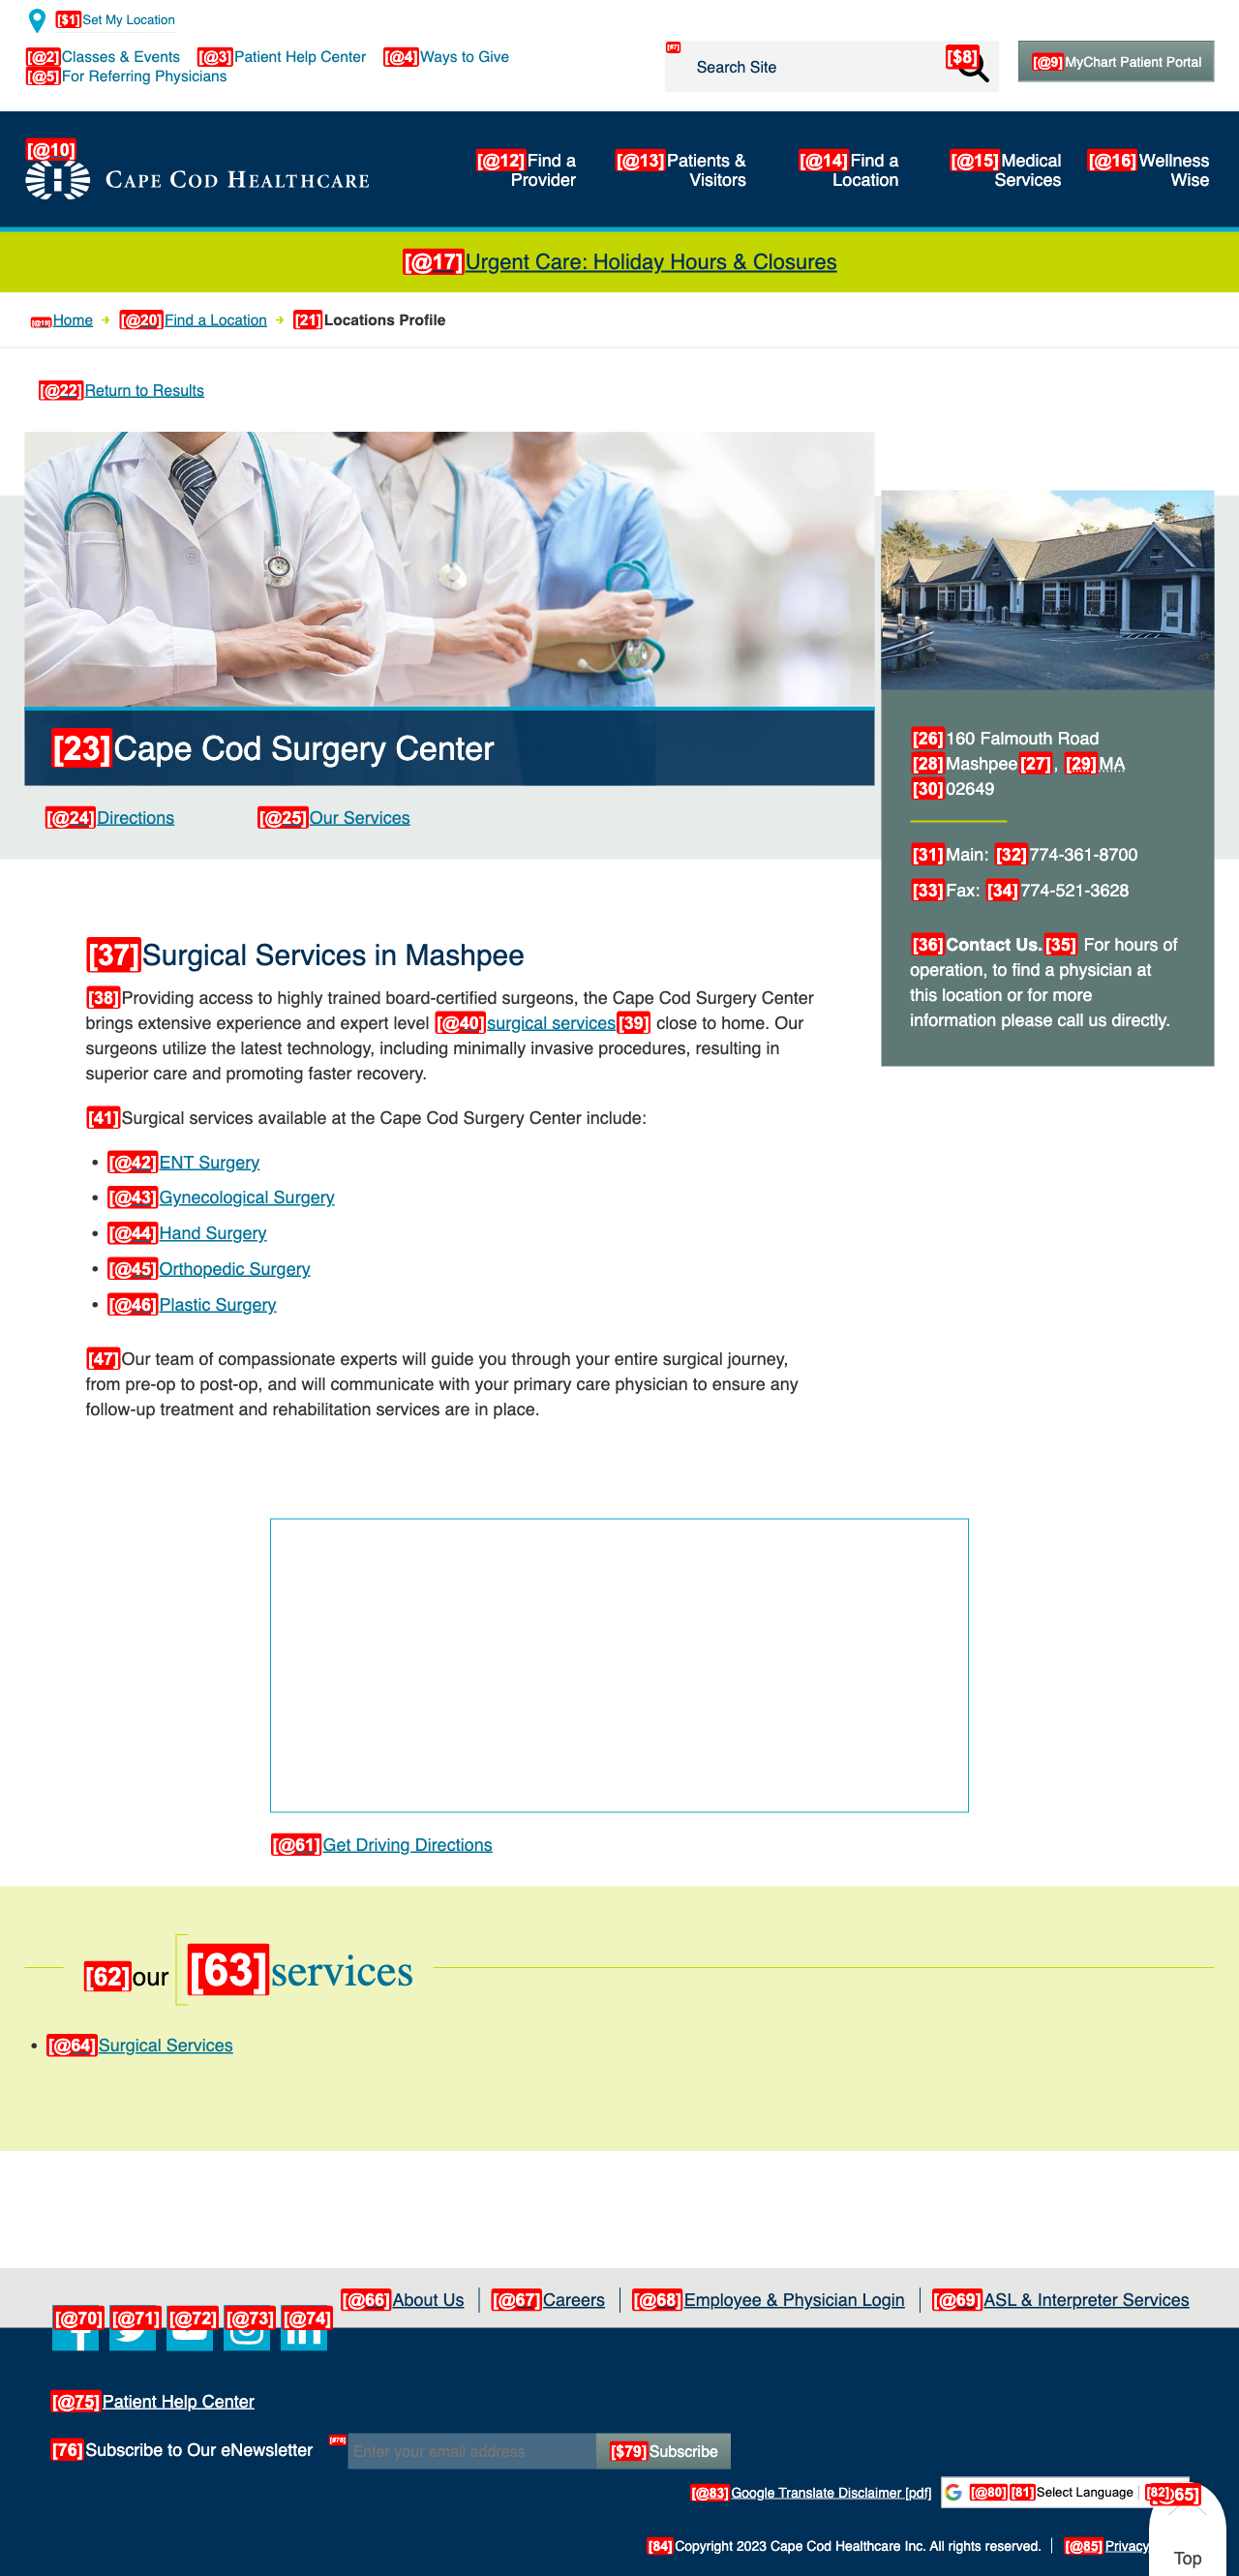 [$1]Set My Location
[@2]Classes & Events [@3]Patient Help Center [@4]Ways to Give
[@5]For Referring Physicians
[#7] Search Site [$8]
[@9]MyChart Patient Portal
[@10]
CAPE COD HEALTHCARE
[@12]Find a Provider
[@13]Patients & Visitors
[@14]Find a Location
[@15]Medical Services
[@16]Wellness Wise
[@17]Urgent Care: Holiday Hours & Closures
[@19]Home [@20]Find a Location [21]Locations Profile
[@22]Return to Results
[23]Cape Cod Surgery Center
[@24]Directions [@25]Our Services
[26]160 Falmouth Road
[28]Mashpee[27], [29]MA
[30]02649
[31]Main: [32]774-361-8700
[33]Fax: [34]774-521-3628
[36]Contact Us.[35] For hours of
operation, to find a physician at
this location or for more
information please call us directly.
[37]Surgical Services in Mashpee
[38]Providing access to highly trained board-certified surgeons, the Cape Cod Surgery Center
brings extensive experience and expert level [@40]surgical services[39] close to home. Our
surgeons utilize the latest technology, including minimally invasive procedures, resulting in
superior care and promoting faster recovery.
[41]Surgical services available at the Cape Cod Surgery Center include:
• [@42]ENT Surgery
• [@43]Gynecological Surgery
• [@44]Hand Surgery
• [@45]Orthopedic Surgery
• [@46]Plastic Surgery
[47]Our team of compassionate experts will guide you through your entire surgical journey,
from pre-op to post-op, and will communicate with your primary care physician to ensure any
follow-up treatment and rehabilitation services are in place.
[@61]Get Driving Directions
[62]our [63]services
• [@64]Surgical Services
[@66]About Us [@67]Careers [@68]Employee & Physician Login [@69]ASL & Interpreter Services
[@70] [@71] [@72] [@73] [@74]
[@75]Patient Help Center
[76]Subscribe to Our eNewsletter [#78] Enter your email address [$79]Subscribe
[@83]Google Translate Disclaimer [pdf] [@80][81]Select Language [82] [@65]
[84]Copyright 2023 Cape Cod Healthcare Inc. All rights reserved. [@85]Privacy
Top